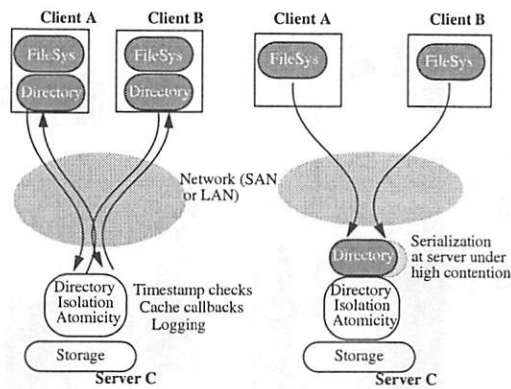 Client A
Client B
FileSys
FileSys
Directory
Directory
Network (SAN
or LAN)
Directory
Isolation
Atomicity
Timestamp checks
Cache callbacks
Logging
Storage
Server C
Client A
Client B
FileSys
FileSys
Directory
Serialization
at server under
high contention
Directory
Isolation
Atomicity
Storage
Server C